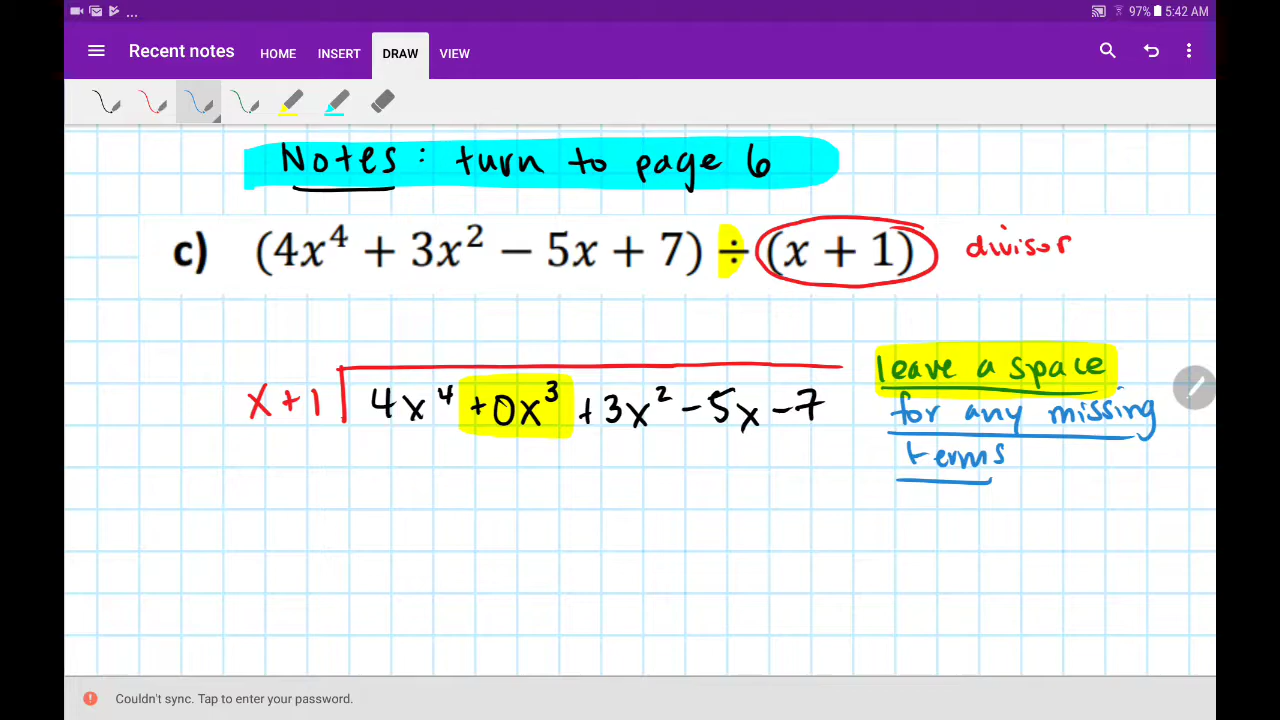 ... 97% 5:42 AM
Recent notes HOME INSERT DRAW VIEW
Notes: turn to page 6
c) (4x⁴ + 3x² − 5x + 7) ÷ (x + 1) divisor
leave a space
x+1 4x⁴ +0x³ +3x² −5x −7
for any missing
terms
Couldn't sync. Tap to enter your password.